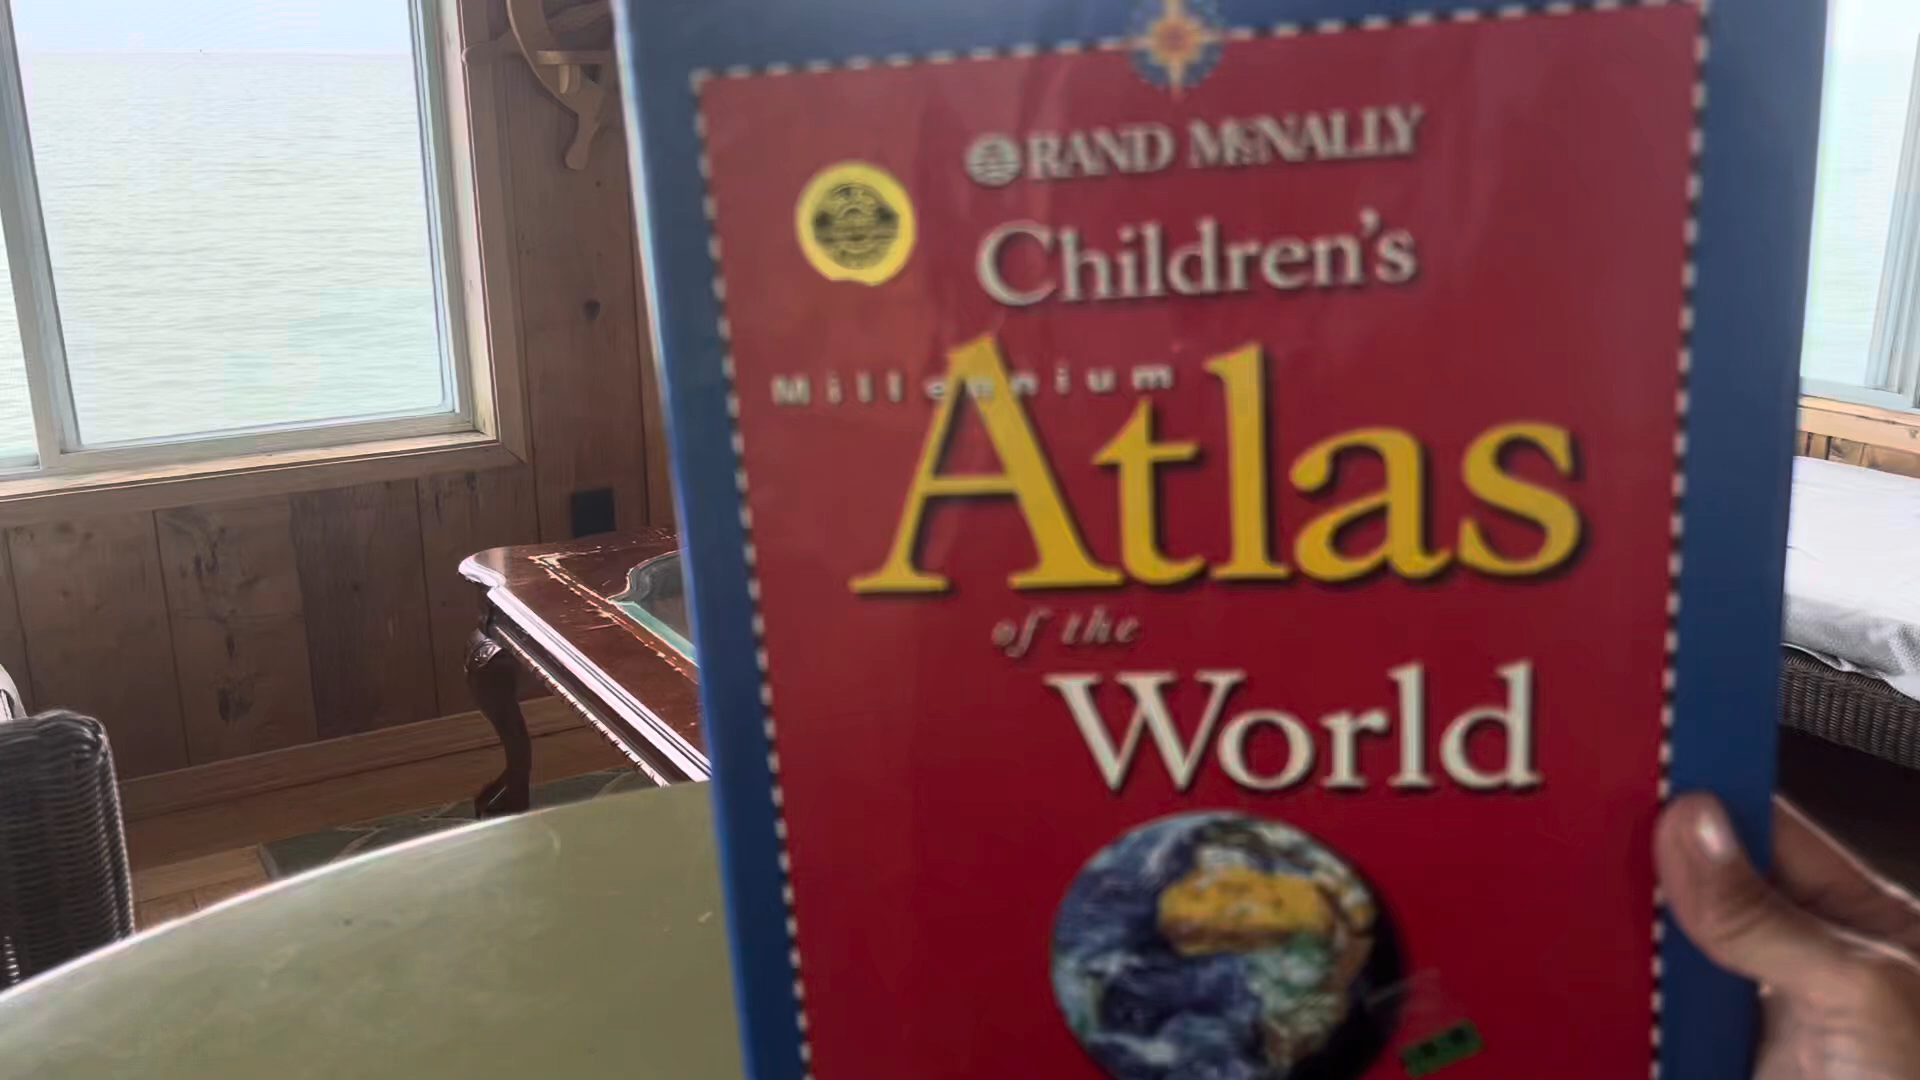 RAND McNALLY
Children's
Millennium
Atlas
of the
World